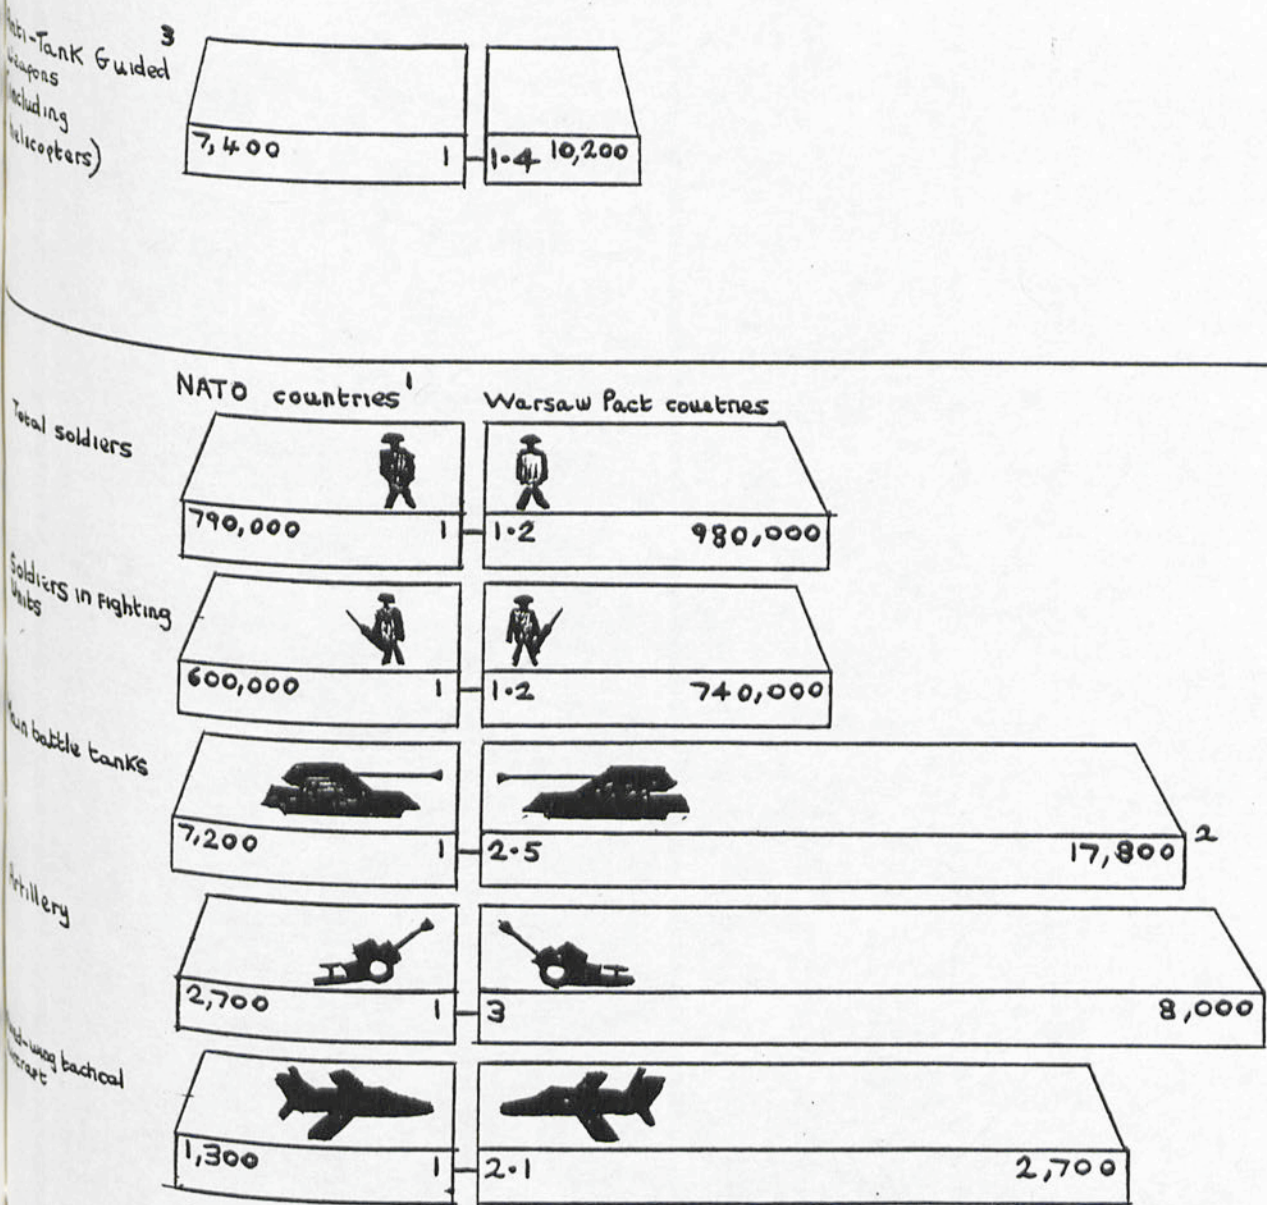 3
Anti-Tank Guided
Weapons
(including
helicopters)
7,400 1 1·4 10,200
NATO countries 1 Warsaw Pact countries
Total soldiers
790,000 1 1·2 980,000
Soldiers in fighting
Units
600,000 1 1·2 740,000
Main battle tanks
7,200 1 2·5 17,800 2
Artillery
2,700 1 3 8,000
tactical
1,300 1 2·1 2,700